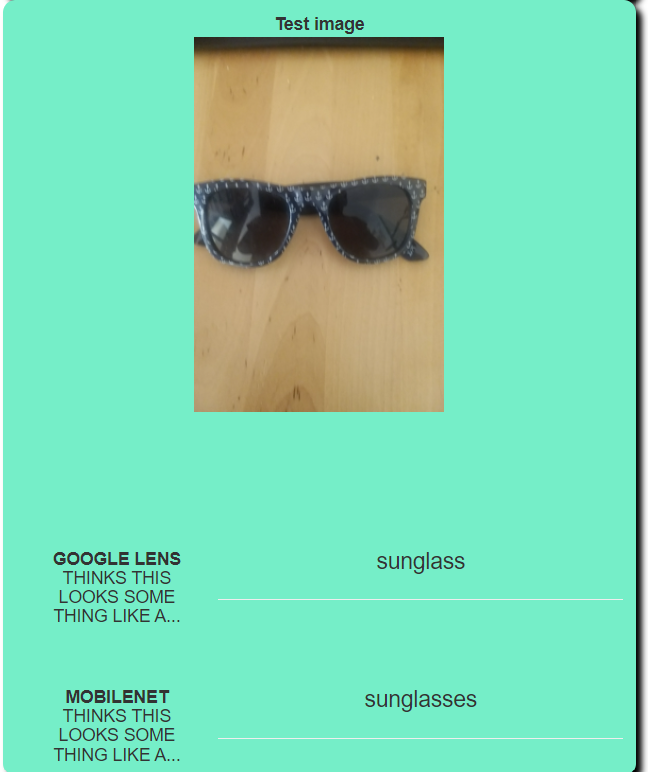 Test image
GOOGLE LENS
THINKS THIS
LOOKS SOME
THING LIKE A...
sunglass
MOBILENET
THINKS THIS
LOOKS SOME
THING LIKE A...
sunglasses